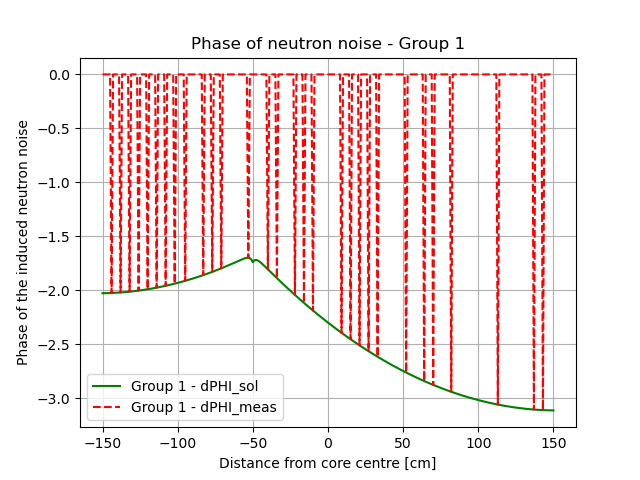 Phase of neutron noise - Group 1
Phase of the induced neutron noise
0.0
−0.5
−1.0
−1.5
−2.0
−2.5
−3.0
Group 1 - dPHI_sol
Group 1 - dPHI_meas
−150 −100 −50 0 50 100 150
Distance from core centre [cm]